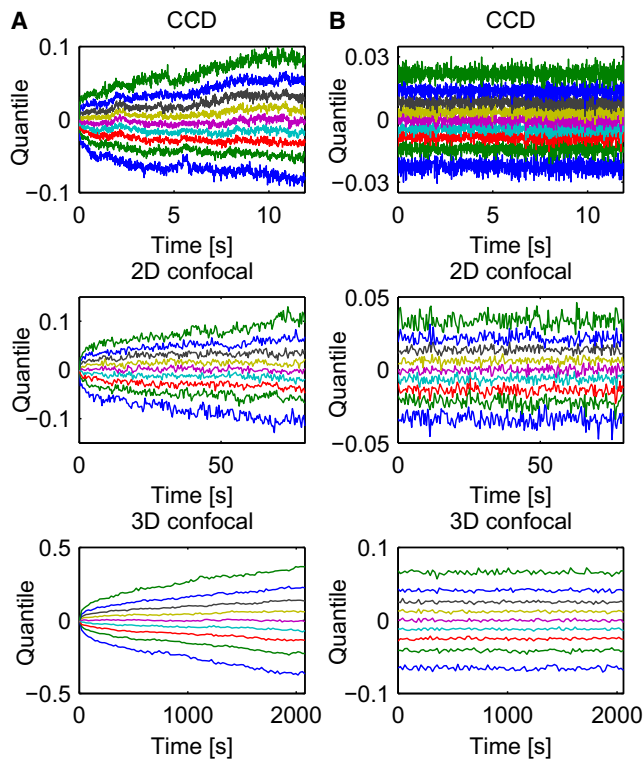 A CCD
0.1
0
−0.1
Quantile
0 5 10
Time [s]
B CCD
0.03
0
−0.03
Quantile
0 5 10
Time [s]
2D confocal
0.1
0
−0.1
Quantile
0 50
Time [s]
2D confocal
0.05
0
−0.05
Quantile
0 50
Time [s]
3D confocal
0.5
0
−0.5
Quantile
0 1000 2000
Time [s]
3D confocal
0.1
0
−0.1
Quantile
0 1000 2000
Time [s]